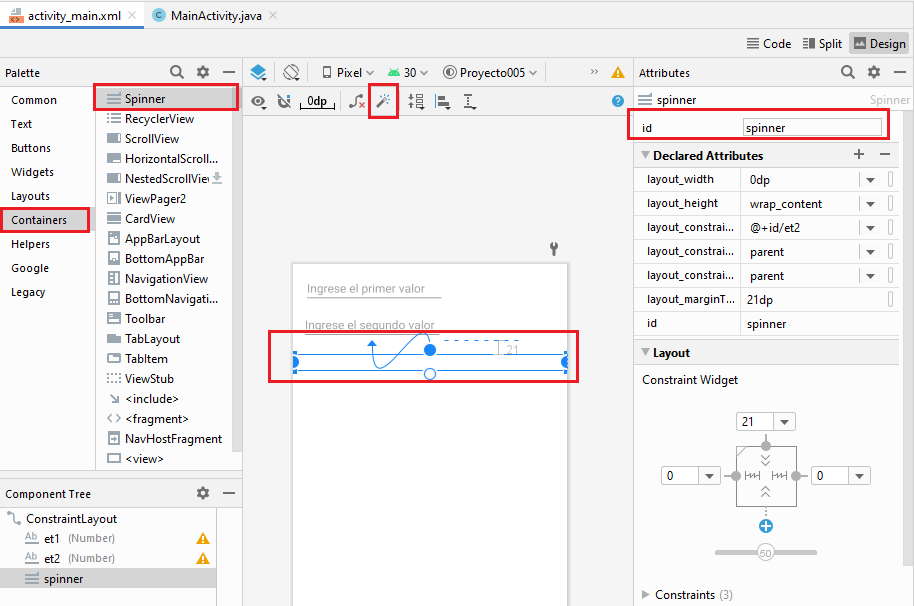 activity_main.xml
MainActivity.java
Code
Split
Design
Palette
Pixel
30
Proyecto005
Attributes
Common
Text
Buttons
Widgets
Layouts
Containers
Helpers
Google
Legacy
Spinner
RecyclerView
ScrollView
HorizontalScroll...
NestedScrollVie
ViewPager2
CardView
AppBarLayout
BottomAppBar
NavigationView
BottomNavigati...
Toolbar
TabLayout
TabItem
ViewStub
<include>
<fragment>
NavHostFragment
<view>
0dp
Ingrese el primer valor
Ingrese el segundo valor
21
spinner
Spinner
id
spinner
Declared Attributes
layout_width
0dp
layout_height
wrap_content
layout_constrai...
@+id/et2
layout_constrai...
parent
layout_constrai...
parent
layout_marginT...
21dp
id
spinner
Layout
Constraint Widget
21
0
0
50
Constraints (3)
Component Tree
ConstraintLayout
Ab et1 (Number)
Ab et2 (Number)
spinner